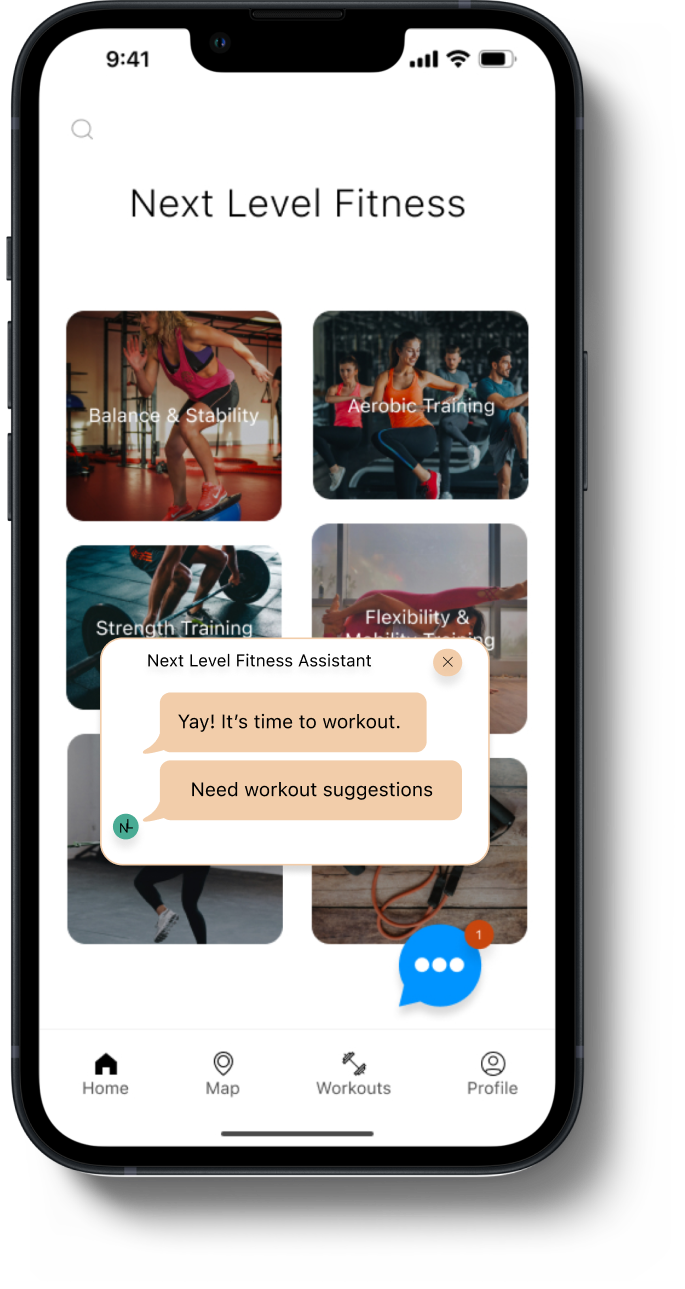 9:41
Next Level Fitness
Balance & Stability
Aerobic Training
Strength Training
Flexibility &
Mobility Training
Next Level Fitness Assistant
Yay! It’s time to workout.
Need workout suggestions
NL
1
Home
Map
Workouts
Profile